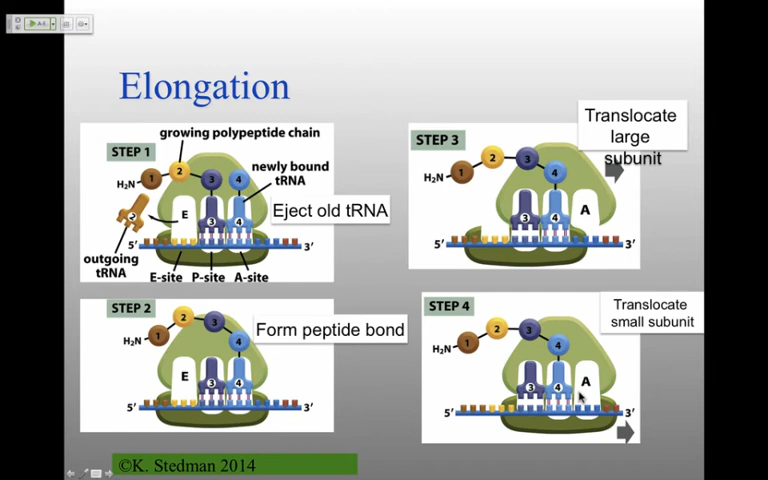 Elongation
growing polypeptide chain
STEP 1
1
2
3
4
H₂N
newly bound
tRNA
2
E
3
4
Eject old tRNA
5′
3′
outgoing
tRNA
E-site
P-site
A-site
STEP 2
1
2
3
4
H₂N
Form peptide bond
E
3
4
5′
3′
STEP 3
Translocate
large
subunit
1
2
3
4
H₂N
3
4
A
5′
3′
STEP 4
Translocate
small subunit
1
2
3
4
H₂N
3
4
A
5′
3′
©K. Stedman 2014